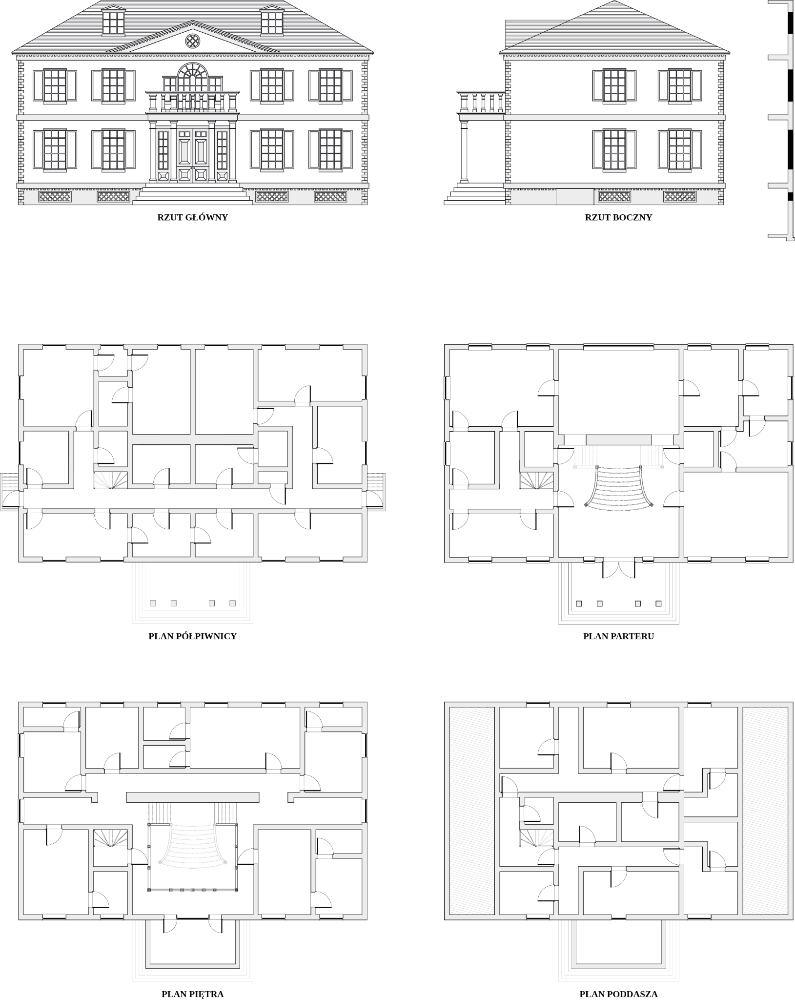 RZUT GŁÓWNY
RZUT BOCZNY
PLAN PÓŁPIWNICY
PLAN PARTERU
PLAN PIĘTRA
PLAN PODDASZA